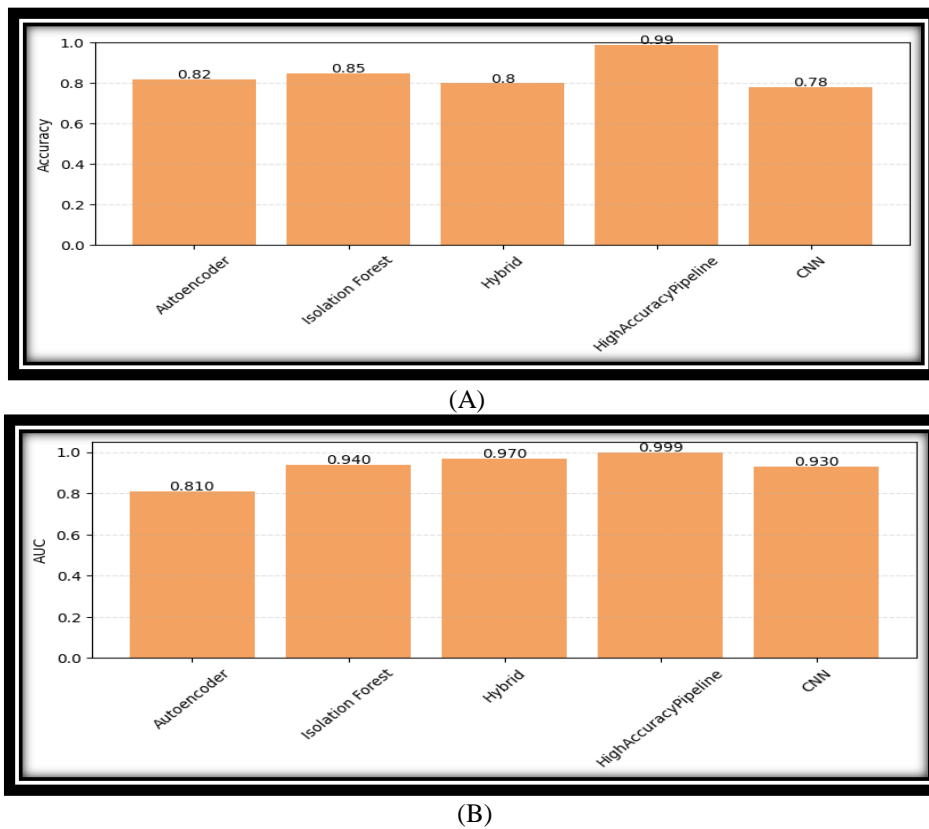 1.0
0.8
0.6
0.4
0.2
0.0
Accuracy
0.82
0.85
0.8
0.99
0.78
Autoencoder
Isolation Forest
Hybrid
HighAccuracyPipeline
CNN
(A)
1.0
0.8
0.6
0.4
0.2
0.0
AUC
0.810
0.940
0.970
0.999
0.930
Autoencoder
Isolation Forest
Hybrid
HighAccuracyPipeline
CNN
(B)